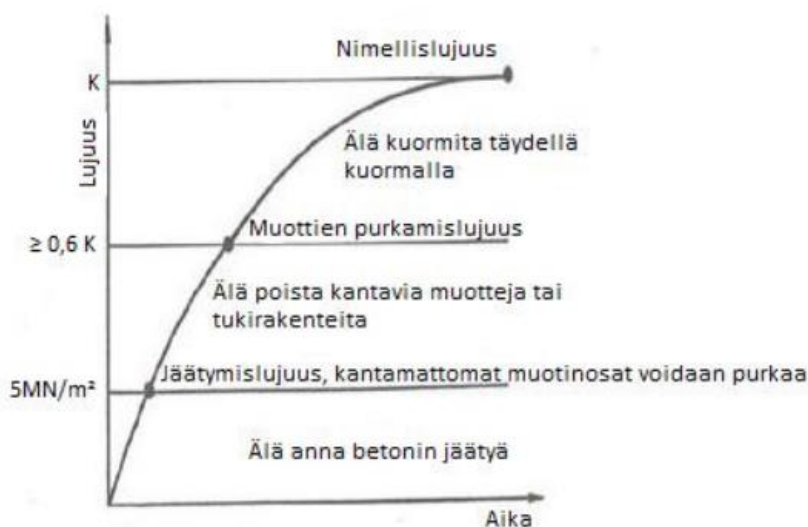 Nimellislujuus
K
Lujuus
Älä kuormita täydellä
kuormalla
Muottien purkamislujuus
≥ 0,6 K
Älä poista kantavia muotteja tai
tukirakenteita
Jäätymislujuus, kantamattomat muotinosat voidaan purkaa
5MN/m²
Älä anna betonin jäätyä
Aika